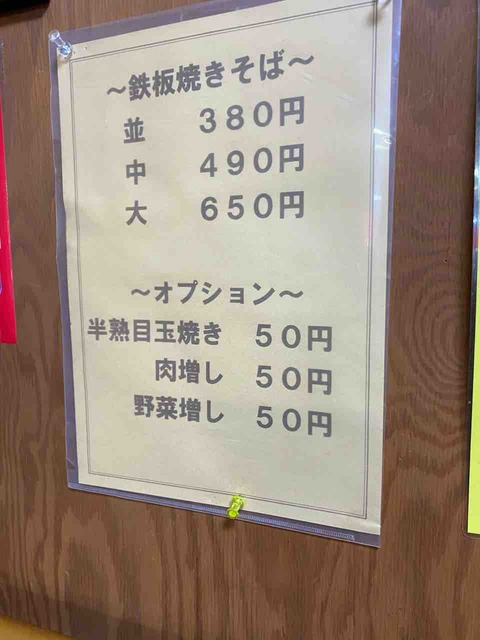 ～鉄板焼きそば～
並 380円
中 490円
大 650円
～オプション～
半熟目玉焼き 50円
肉増し 50円
野菜増し 50円